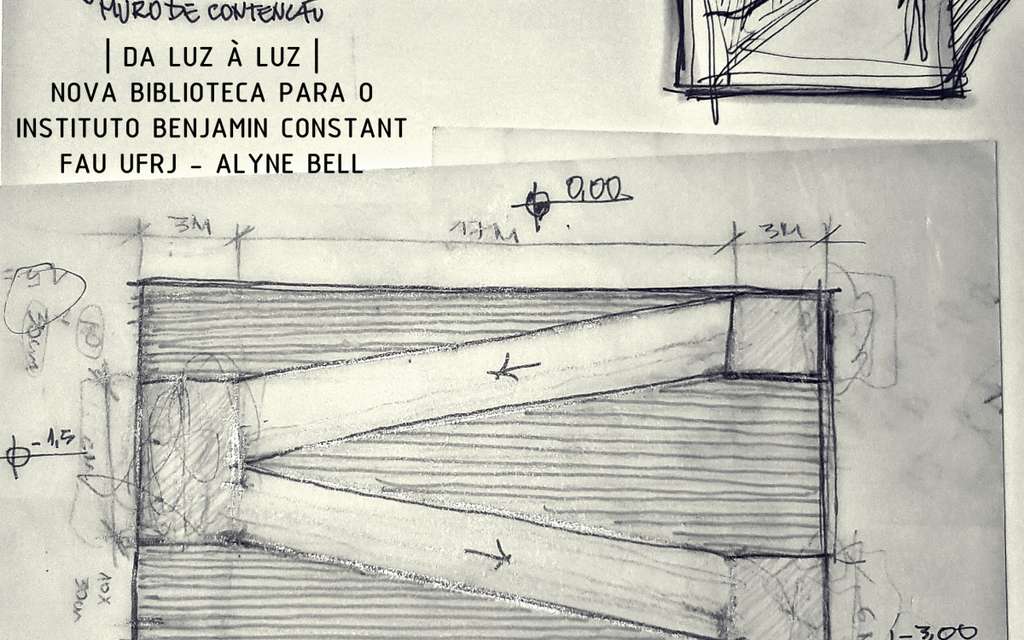 MURO DE CONTENÇÃO
| DA LUZ À LUZ |
NOVA BIBLIOTECA PARA O
INSTITUTO BENJAMIN CONSTANT
FAU UFRJ - ALYNE BELL
0,00
3M 17M 3M
30cm
-1,5
10x
30cm
-3,00